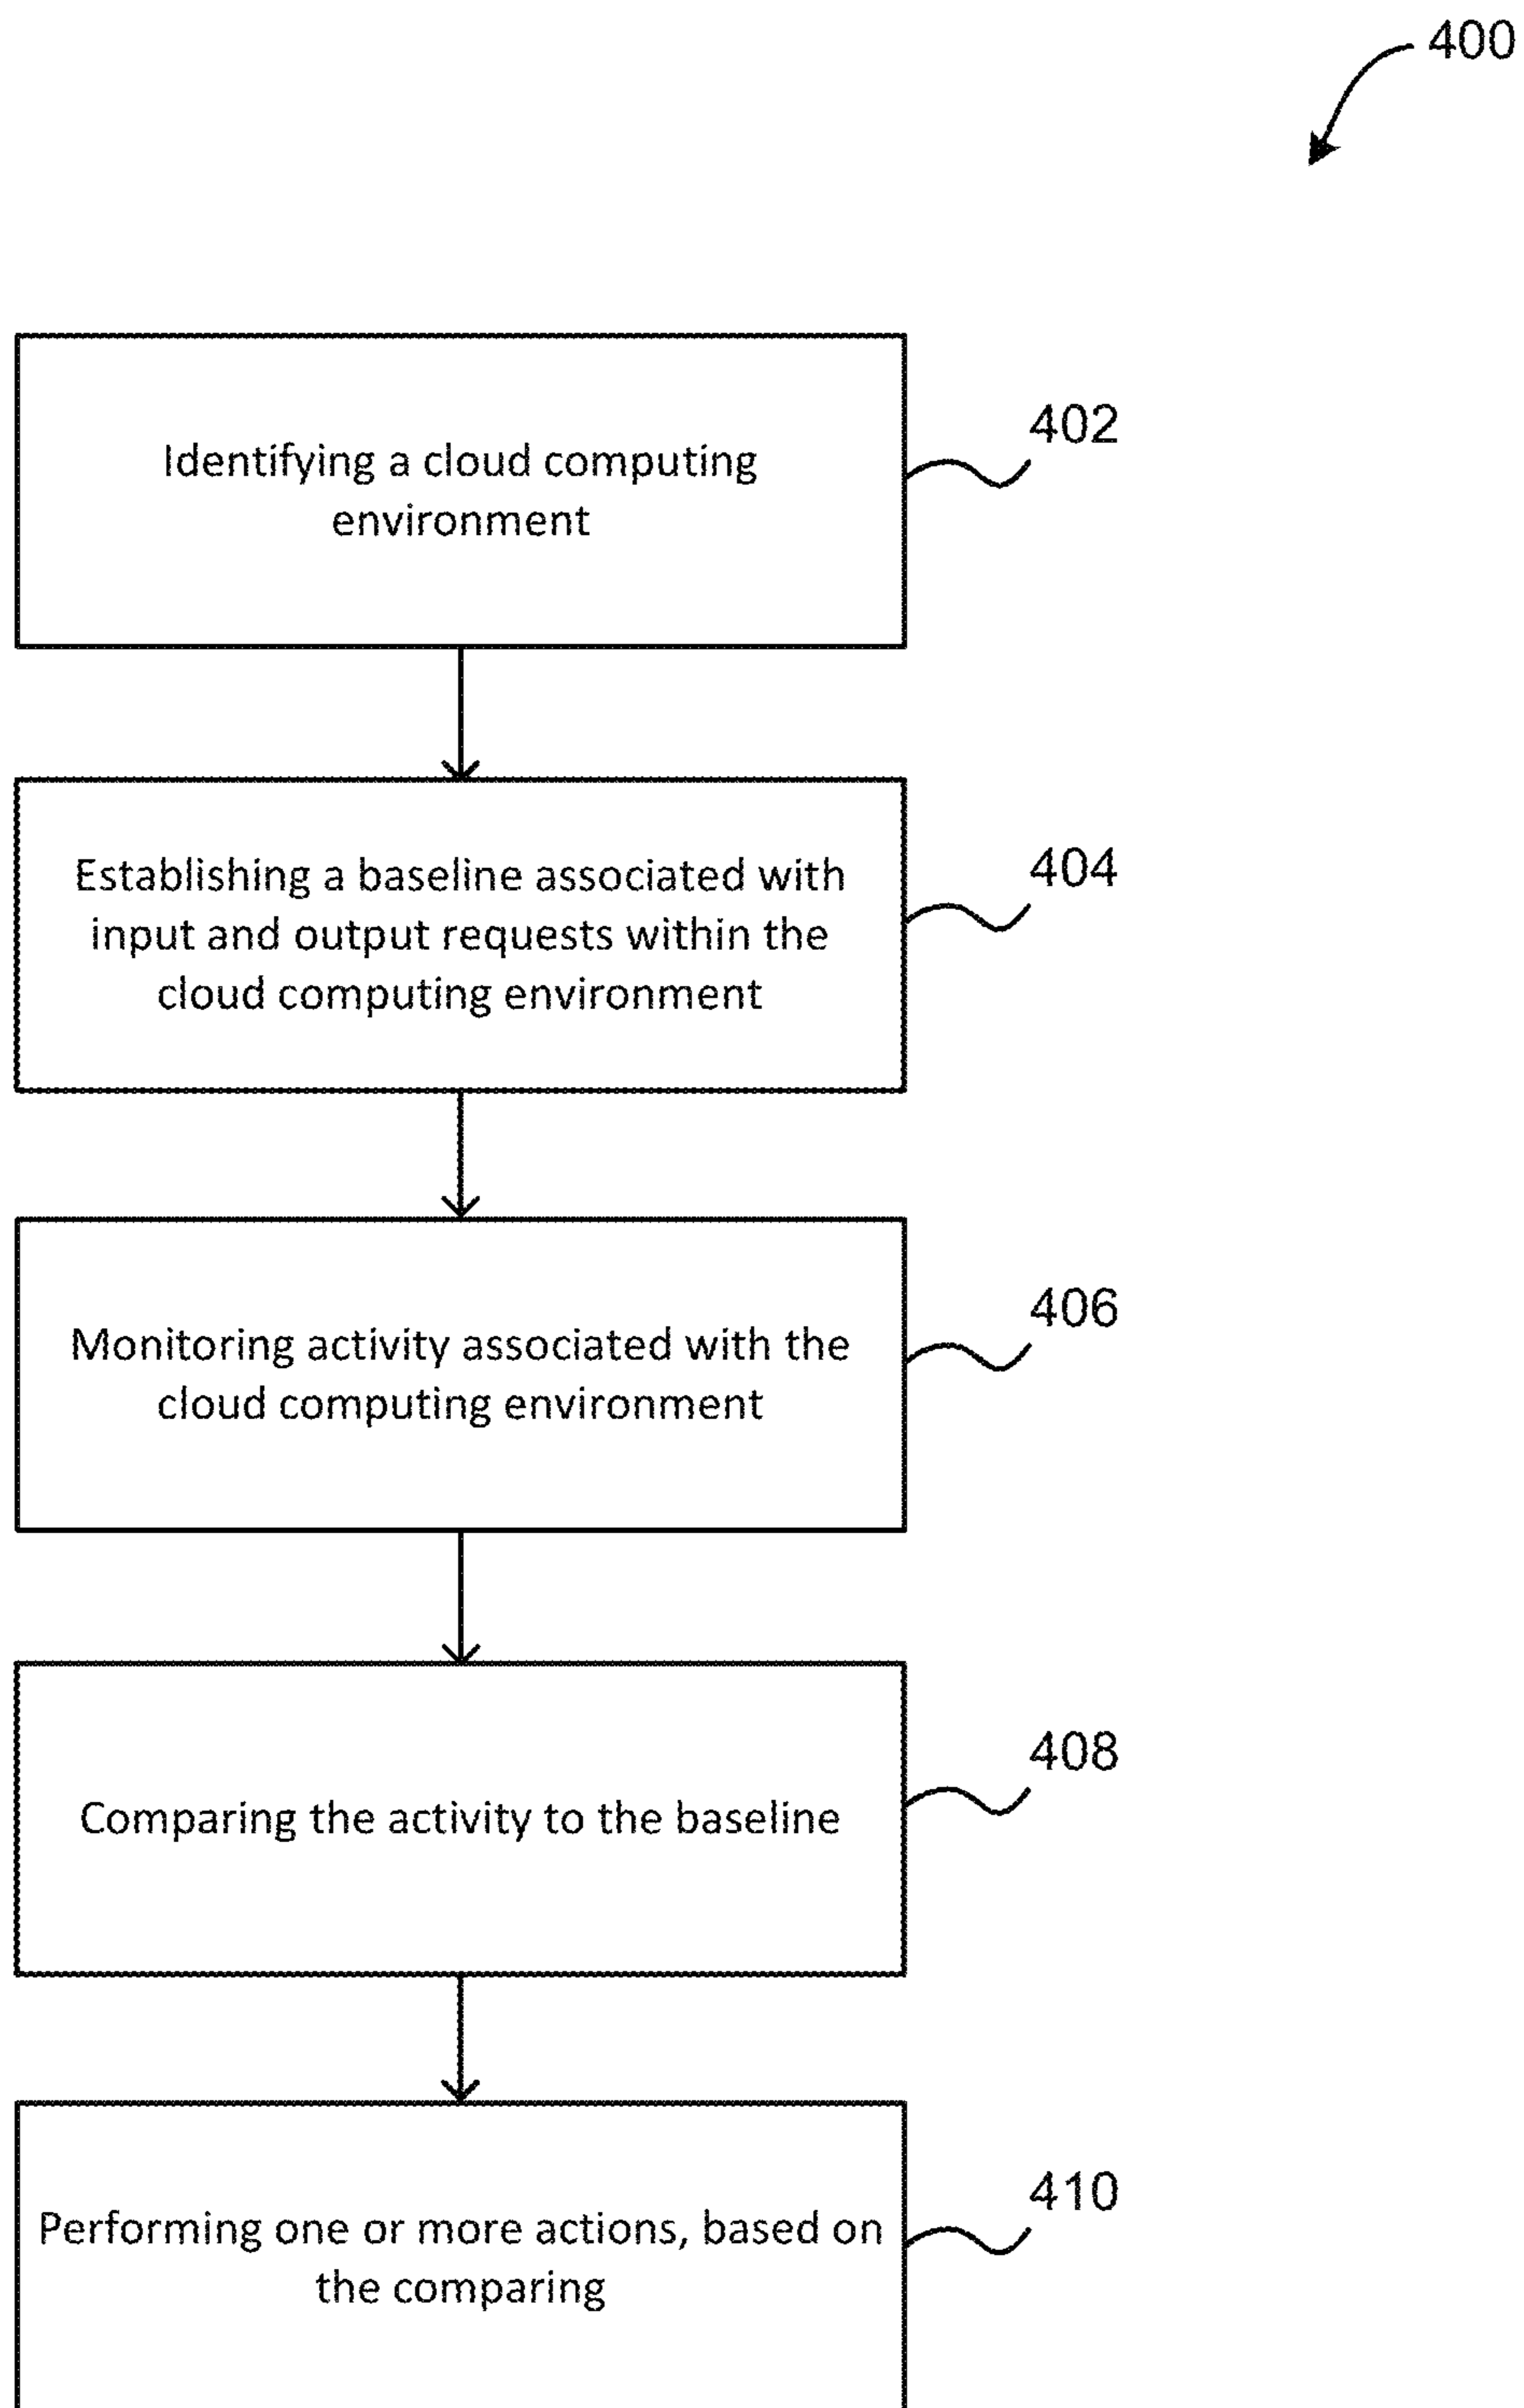 400
Identifying a cloud computing
environment
402
Establishing a baseline associated with
input and output requests within the
cloud computing environment
404
Monitoring activity associated with the
cloud computing environment
406
Comparing the activity to the baseline
408
Performing one or more actions, based on
the comparing
410